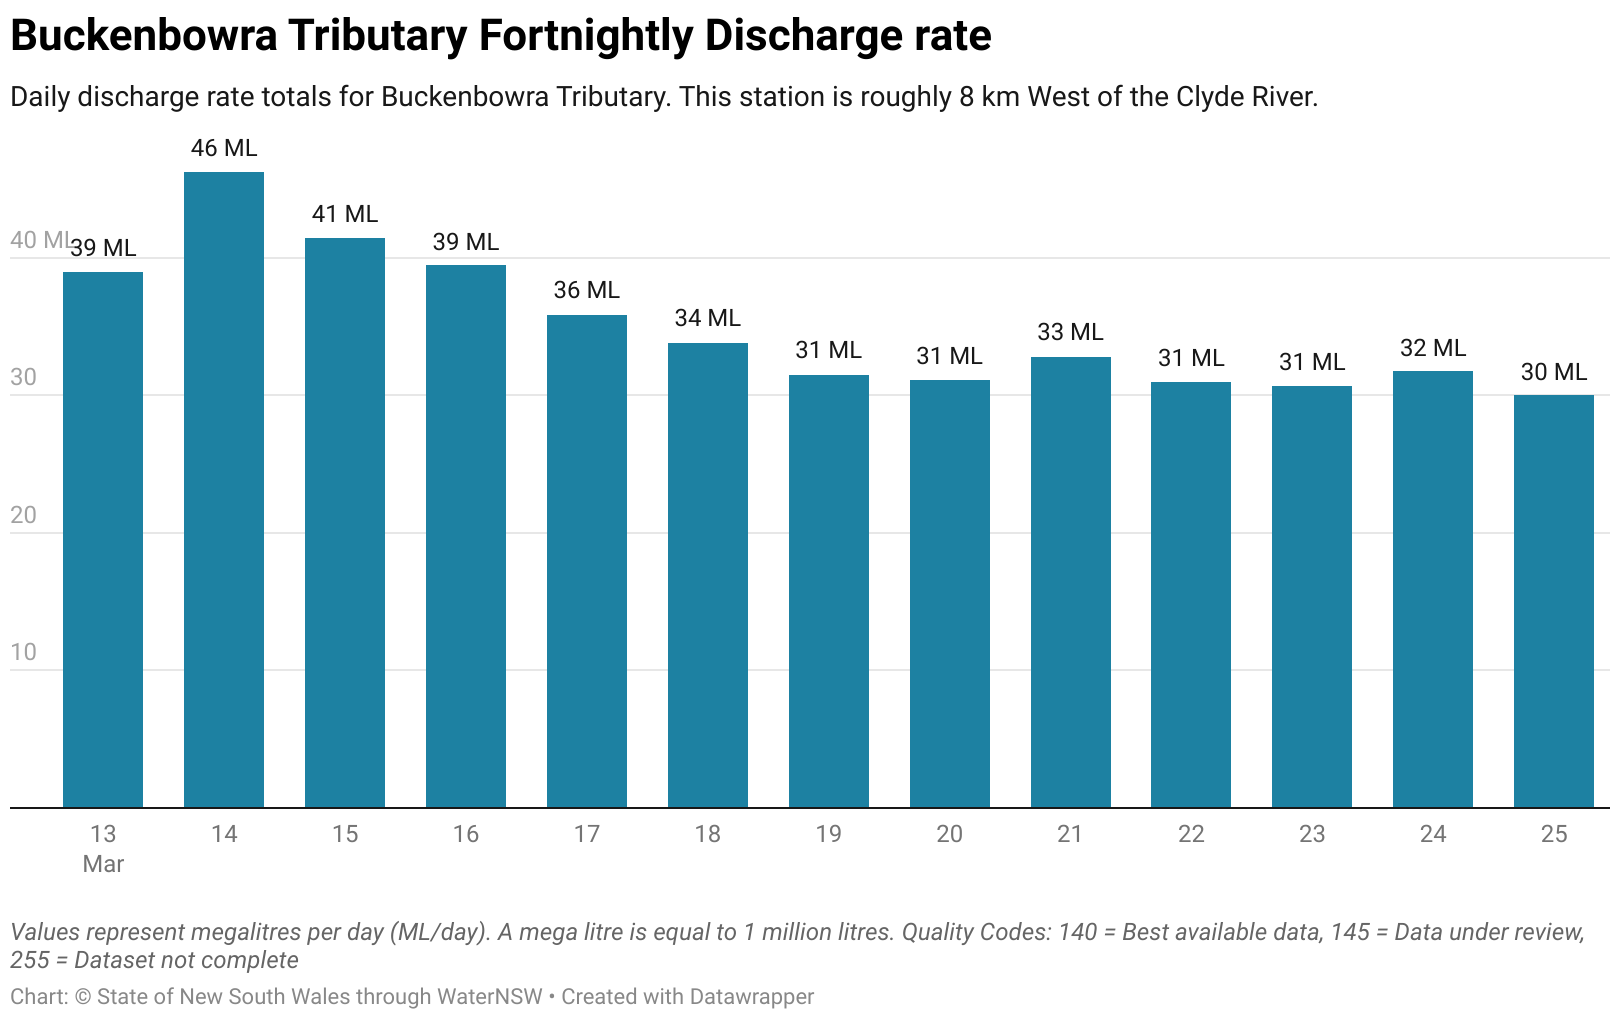 Buckenbowra Tributary Fortnightly Discharge rate
Daily discharge rate totals for Buckenbowra Tributary. This station is roughly 8 km West of the Clyde River.
46 ML
41 ML
40 ML
39 ML
39 ML
36 ML
34 ML
31 ML
31 ML
33 ML
31 ML
31 ML
32 ML
30 ML
30
20
10
13 14 15 16 17 18 19 20 21 22 23 24 25
Mar
Values represent megalitres per day (ML/day). A mega litre is equal to 1 million litres. Quality Codes: 140 = Best available data, 145 = Data under review,
255 = Dataset not complete
Chart: © State of New South Wales through WaterNSW • Created with Datawrapper